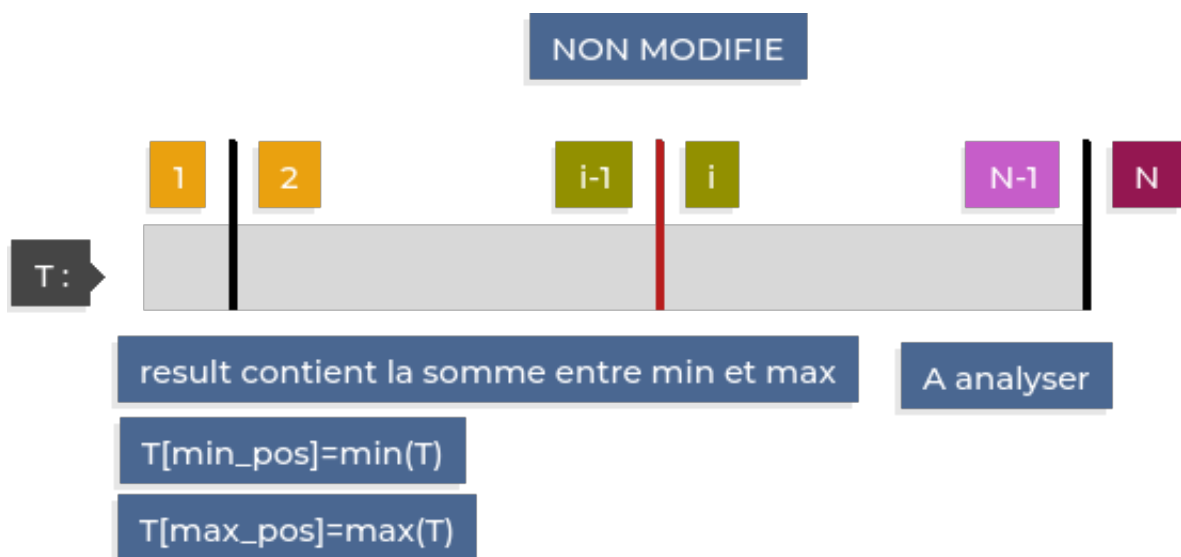 NON MODIFIE
1
2
i-1
i
N-1
N
T :
result contient la somme entre min et max
A analyser
T[min_pos]=min(T)
T[max_pos]=max(T)